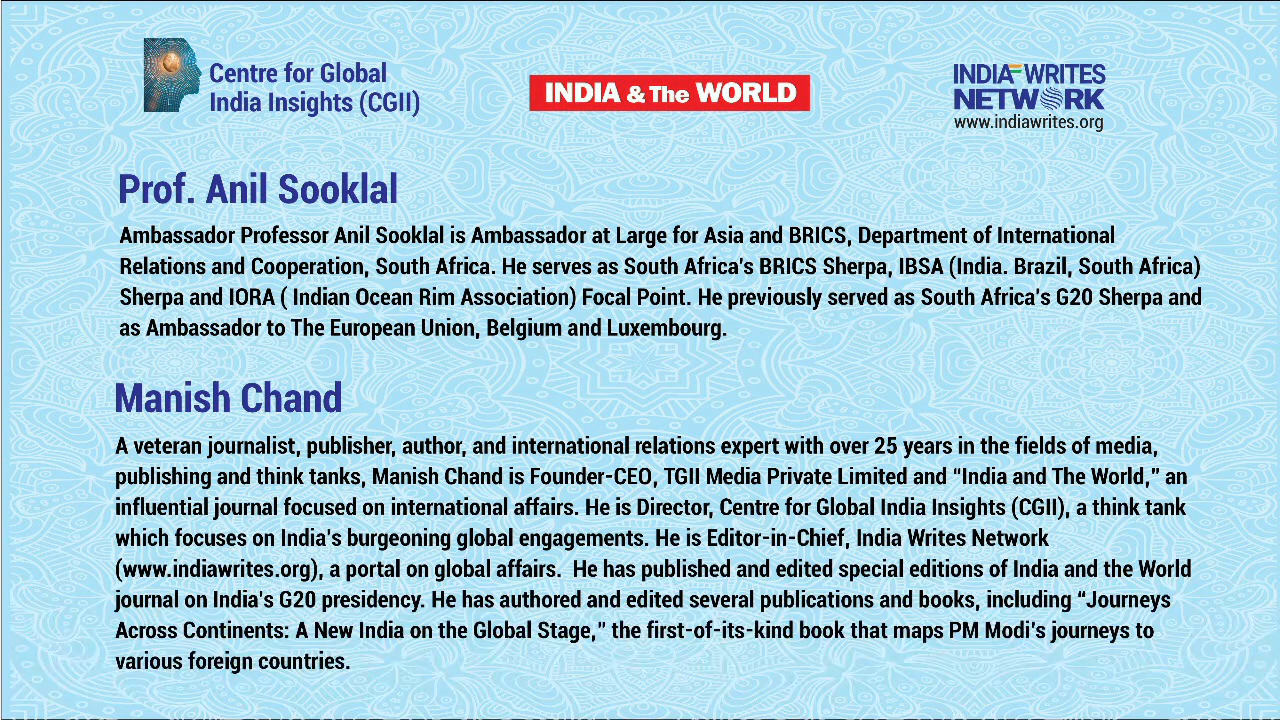 Centre for Global
India Insights (CGII)
INDIA & The WORLD
INDIA WRITES
NETWORK
www.indiawrites.org
Prof. Anil Sooklal
Ambassador Professor Anil Sooklal is Ambassador at Large for Asia and BRICS, Department of International
Relations and Cooperation, South Africa. He serves as South Africa's BRICS Sherpa, IBSA (India. Brazil, South Africa)
Sherpa and IORA ( Indian Ocean Rim Association) Focal Point. He previously served as South Africa's G20 Sherpa and
as Ambassador to The European Union, Belgium and Luxembourg.
Manish Chand
A veteran journalist, publisher, author, and international relations expert with over 25 years in the fields of media,
publishing and think tanks, Manish Chand is Founder-CEO, TGII Media Private Limited and “India and The World,” an
influential journal focused on international affairs. He is Director, Centre for Global India Insights (CGII), a think tank
which focuses on India's burgeoning global engagements. He is Editor-in-Chief, India Writes Network
(www.indiawrites.org), a portal on global affairs.  He has published and edited special editions of India and the World
journal on India's G20 presidency. He has authored and edited several publications and books, including “Journeys
Across Continents: A New India on the Global Stage,” the first-of-its-kind book that maps PM Modi's journeys to
various foreign countries.